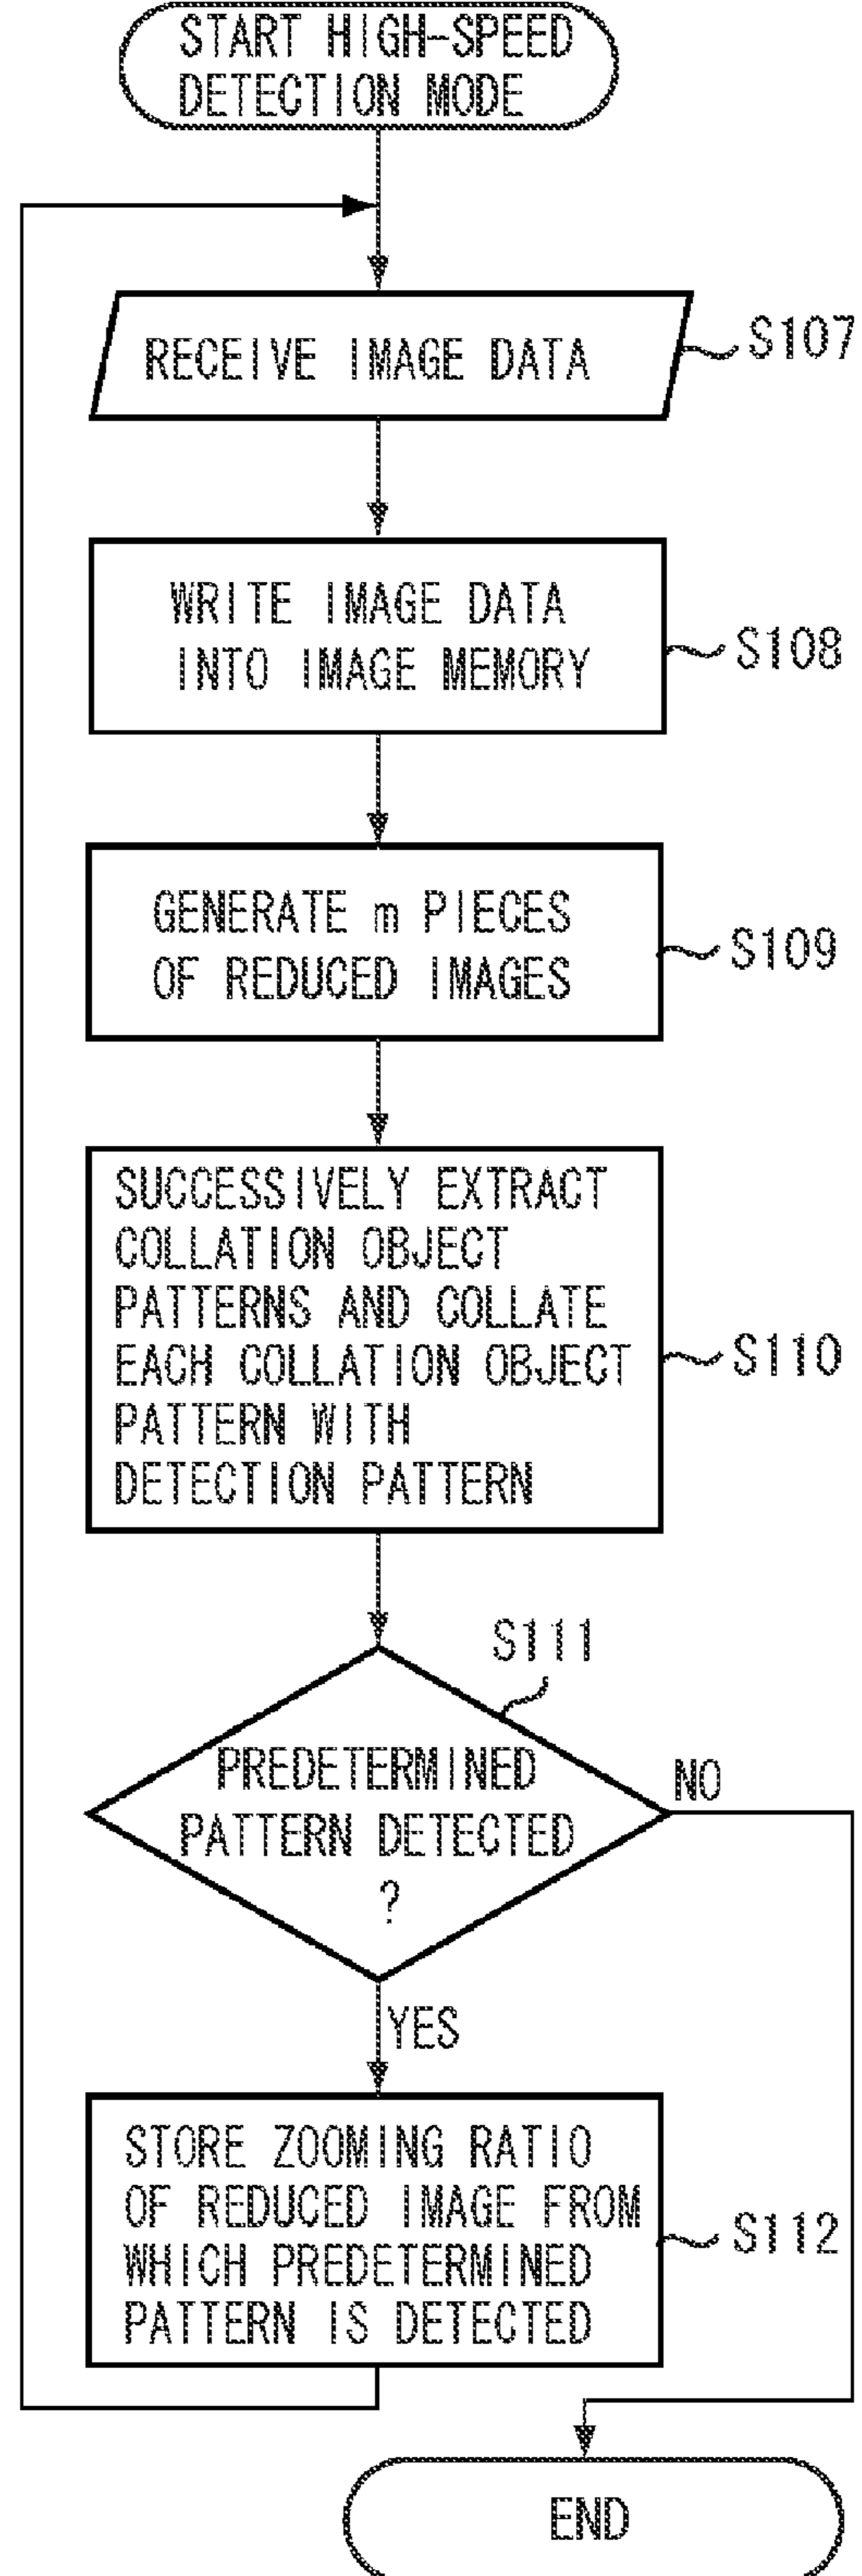 START HIGH-SPEED
DETECTION MODE
RECEIVE IMAGE DATA
S107
WRITE IMAGE DATA
INTO IMAGE MEMORY
S108
GENERATE m PIECES
OF REDUCED IMAGES
S109
SUCCESSIVELY EXTRACT
COLLATION OBJECT
PATTERNS AND COLLATE
EACH COLLATION OBJECT
PATTERN WITH
DETECTION PATTERN
S110
S111
PREDETERMINED
PATTERN DETECTED
?
NO
YES
STORE ZOOMING RATIO
OF REDUCED IMAGE FROM
WHICH PREDETERMINED
PATTERN IS DETECTED
S112
END